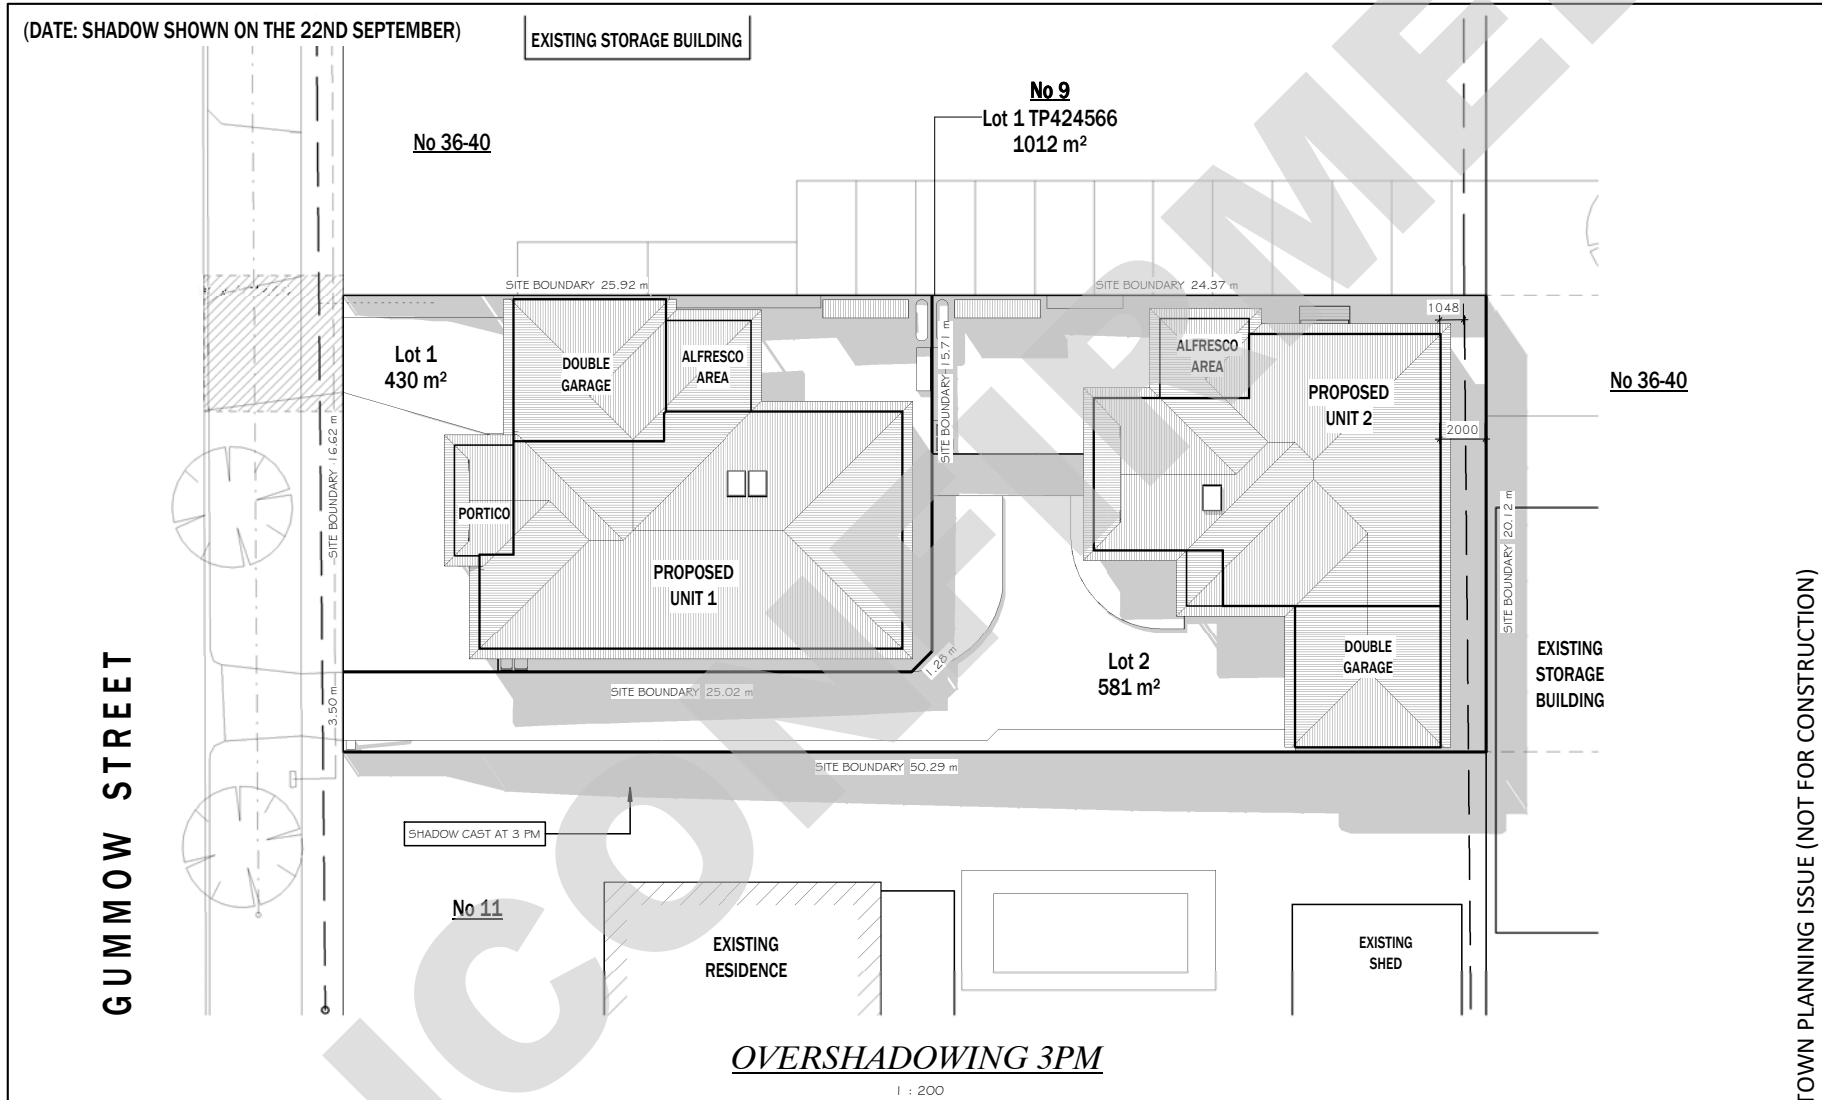 (DATE: SHADOW SHOWN ON THE 22ND SEPTEMBER)
EXISTING STORAGE BUILDING
No 9
Lot 1 TP424566
1012 m²
No 36-40
SITE BOUNDARY 25.92 m
SITE BOUNDARY 24.37 m
1048
Lot 1
430 m²
DOUBLE
GARAGE
ALFRESCO
AREA
SITE BOUNDARY 15.71 m
ALFRESCO
AREA
PROPOSED
UNIT 2
No 36-40
2000
SITE BOUNDARY 16.62 m
PORTICO
PROPOSED
UNIT 1
SITE BOUNDARY 20.12 m
1.28 m
Lot 2
581 m²
DOUBLE
GARAGE
EXISTING
STORAGE
BUILDING
SITE BOUNDARY 25.02 m
3.50 m
SITE BOUNDARY 50.29 m
SHADOW CAST AT 3 PM
GUMMOW STREET
No 11
EXISTING
RESIDENCE
EXISTING
SHED
OVERSHADOWING 3PM
1 : 200
TOWN PLANNING ISSUE (NOT FOR CONSTRUCTION)